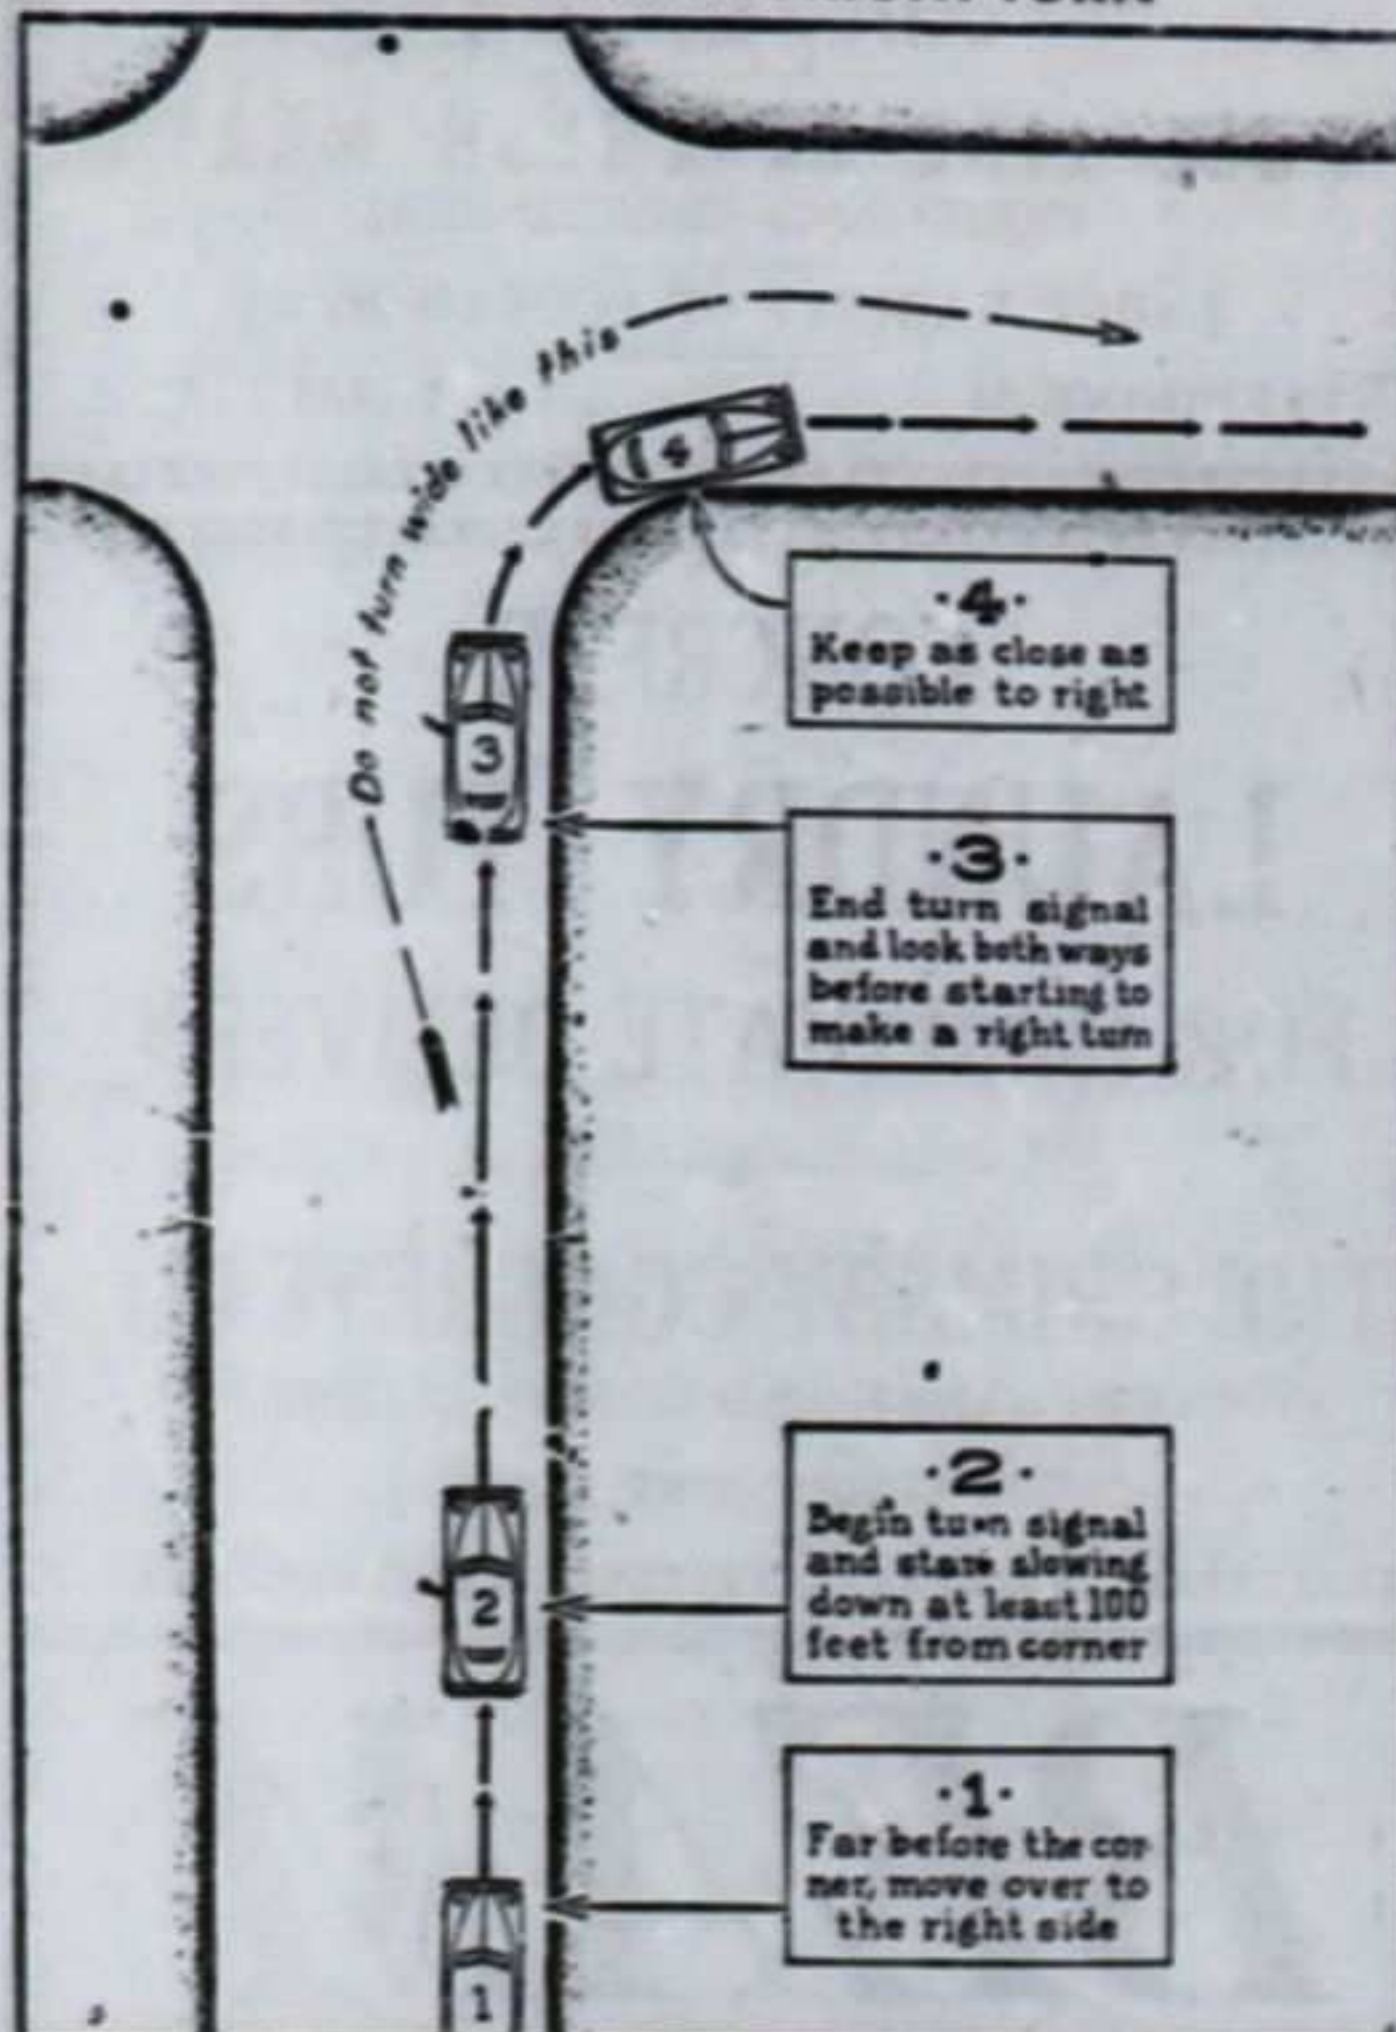 Do not turn wide like this
4
3
·4·
Keep as close as
possible to right
·3·
End turn signal
and look both ways
before starting to
make a right turn
2
·2·
Begin turn signal
and start slowing
down at least 100
feet from corner
1
·1·
Far before the cor-
ner, move over to
the right side